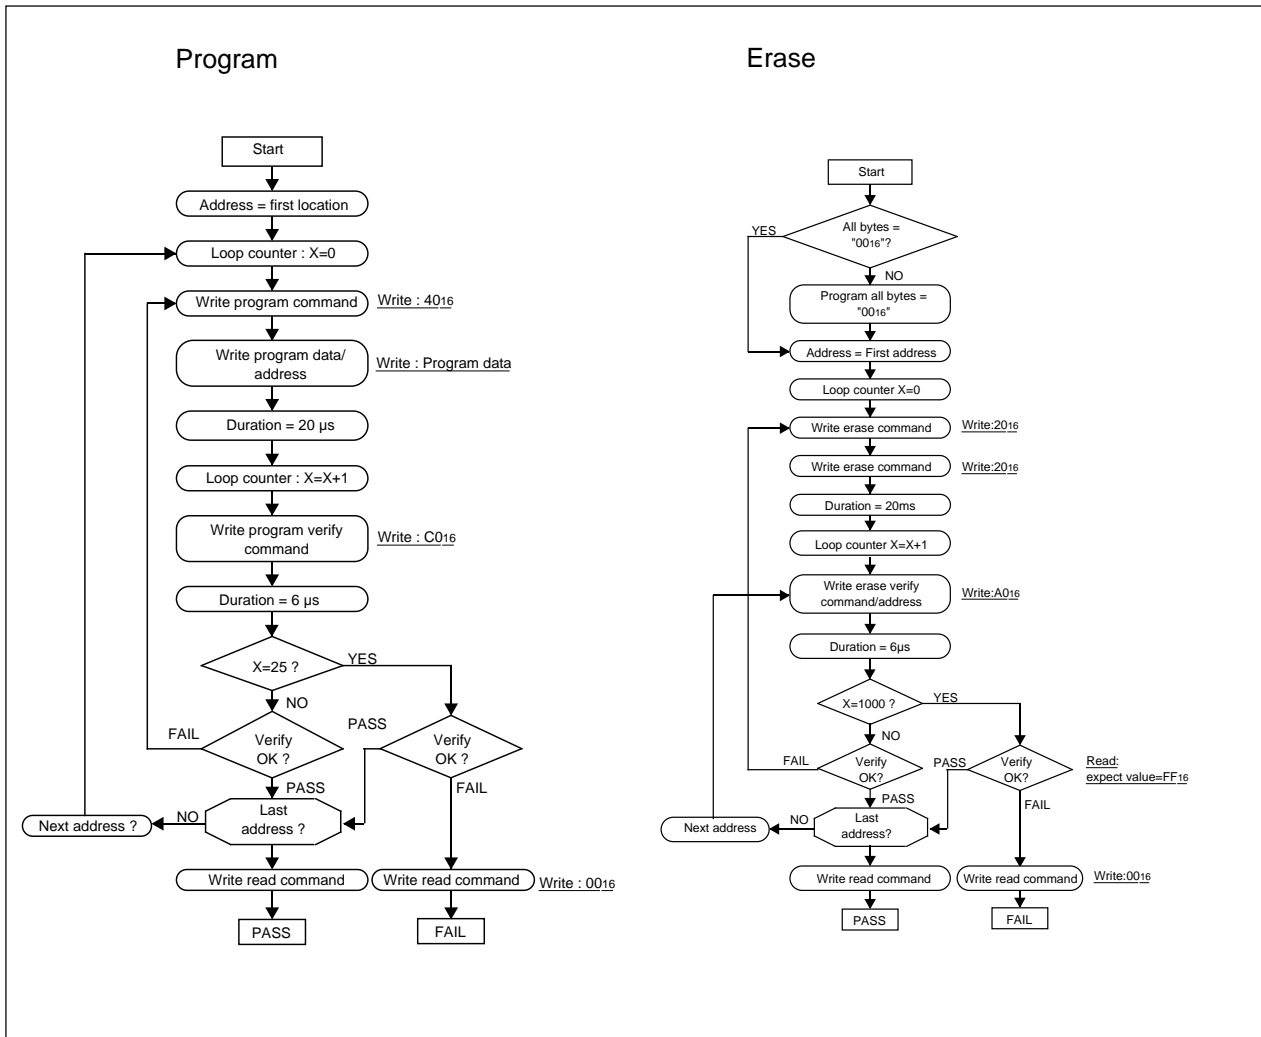 Program
Start
Address = first location
Loop counter : X=0
Write program command
Write : 4016
Write program data/
address
Write : Program data
Duration = 20 µs
Loop counter : X=X+1
Write program verify
command
Write : C016
Duration = 6 µs
X=25 ?
YES
NO
FAIL
Verify
OK ?
PASS
Verify
OK ?
PASS
FAIL
Last
address ?
NO
Next address ?
Write read command
Write read command
Write : 0016
PASS
FAIL
Erase
Start
All bytes =
"0016"?
YES
NO
Program all bytes =
"0016"
Address = First address
Loop counter X=0
Write erase command
Write:2016
Write erase command
Write:2016
Duration = 20ms
Loop counter X=X+1
Write erase verify
command/address
Write:A016
Duration = 6µs
X=1000 ?
YES
NO
FAIL
Verify
OK?
PASS
Verify
OK?
Read:
expect value=FF16
PASS
FAIL
Last
address?
NO
Next address
Write read command
Write read command
Write:0016
PASS
FAIL